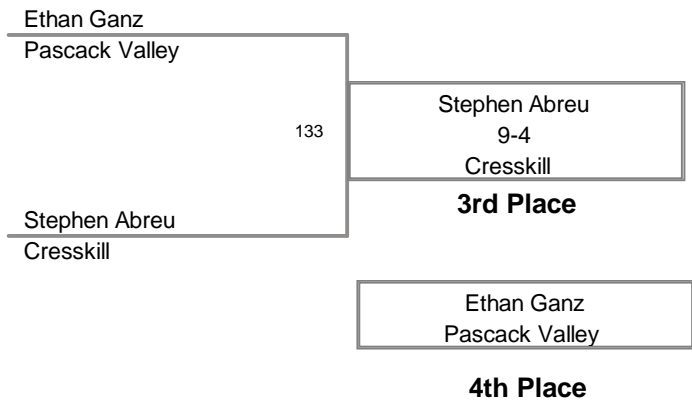 Ethan Ganz
Pascack Valley
Stephen Abreu
133
9-4
Cresskill
3rd Place
Stephen Abreu
Cresskill
Ethan Ganz
Pascack Valley
4th Place